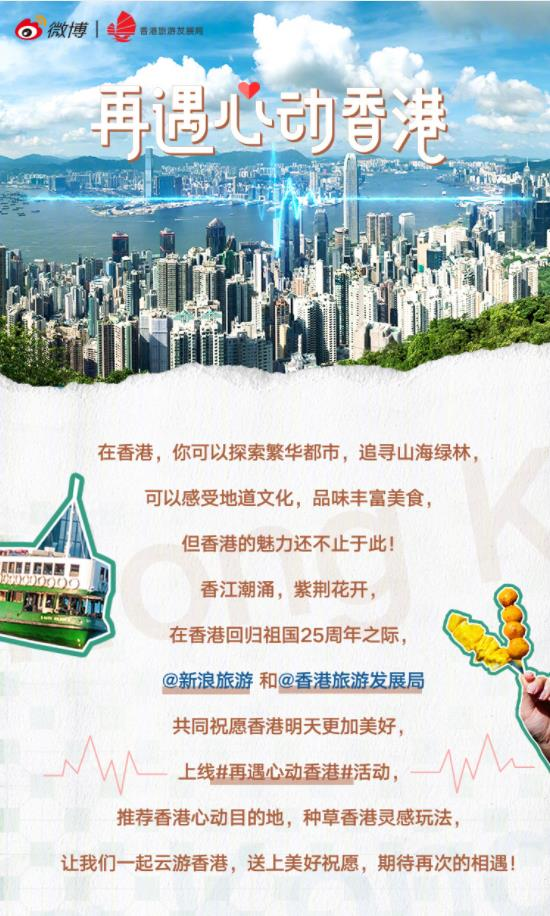 微博 | 香港旅游发展局
再遇心动香港
在香港，你可以探索繁华都市，追寻山海绿林，
可以感受地道文化，品味丰富美食，
但香港的魅力还不止于此！
香江潮涌，紫荆花开，
在香港回归祖国25周年之际，
@新浪旅游 和@香港旅游发展局
共同祝愿香港明天更加美好，
上线#再遇心动香港#活动，
推荐香港心动目的地，种草香港灵感玩法，
让我们一起云游香港，送上美好祝愿，期待再次的相遇！